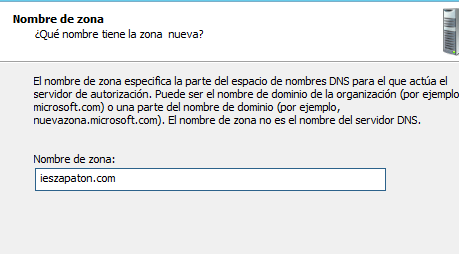 Nombre de zona
¿Qué nombre tiene la zona nueva?
El nombre de zona especifica la parte del espacio de nombres DNS para el que actúa el
servidor de autorización. Puede ser el nombre de dominio de la organización (por ejemplo
microsoft.com) o una parte del nombre de dominio (por ejemplo,
nuevazona.microsoft.com). El nombre de zona no es el nombre del servidor DNS.
Nombre de zona:
ieszapaton.com